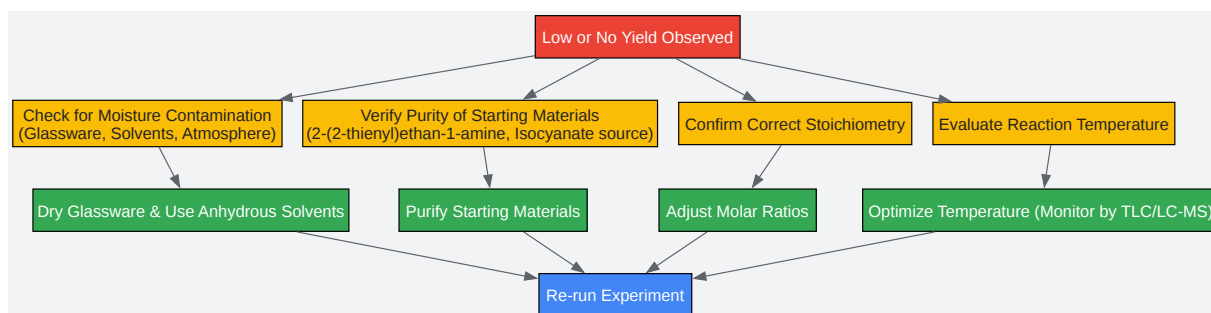 Low or No Yield Observed
Check for Moisture Contamination
(Glassware, Solvents, Atmosphere)
Verify Purity of Starting Materials
(2-(2-thienyl)ethan-1-amine, Isocyanate source)
Confirm Correct Stoichiometry
Evaluate Reaction Temperature
Dry Glassware & Use Anhydrous Solvents
Purify Starting Materials
Adjust Molar Ratios
Optimize Temperature (Monitor by TLC/LC-MS)
Re-run Experiment